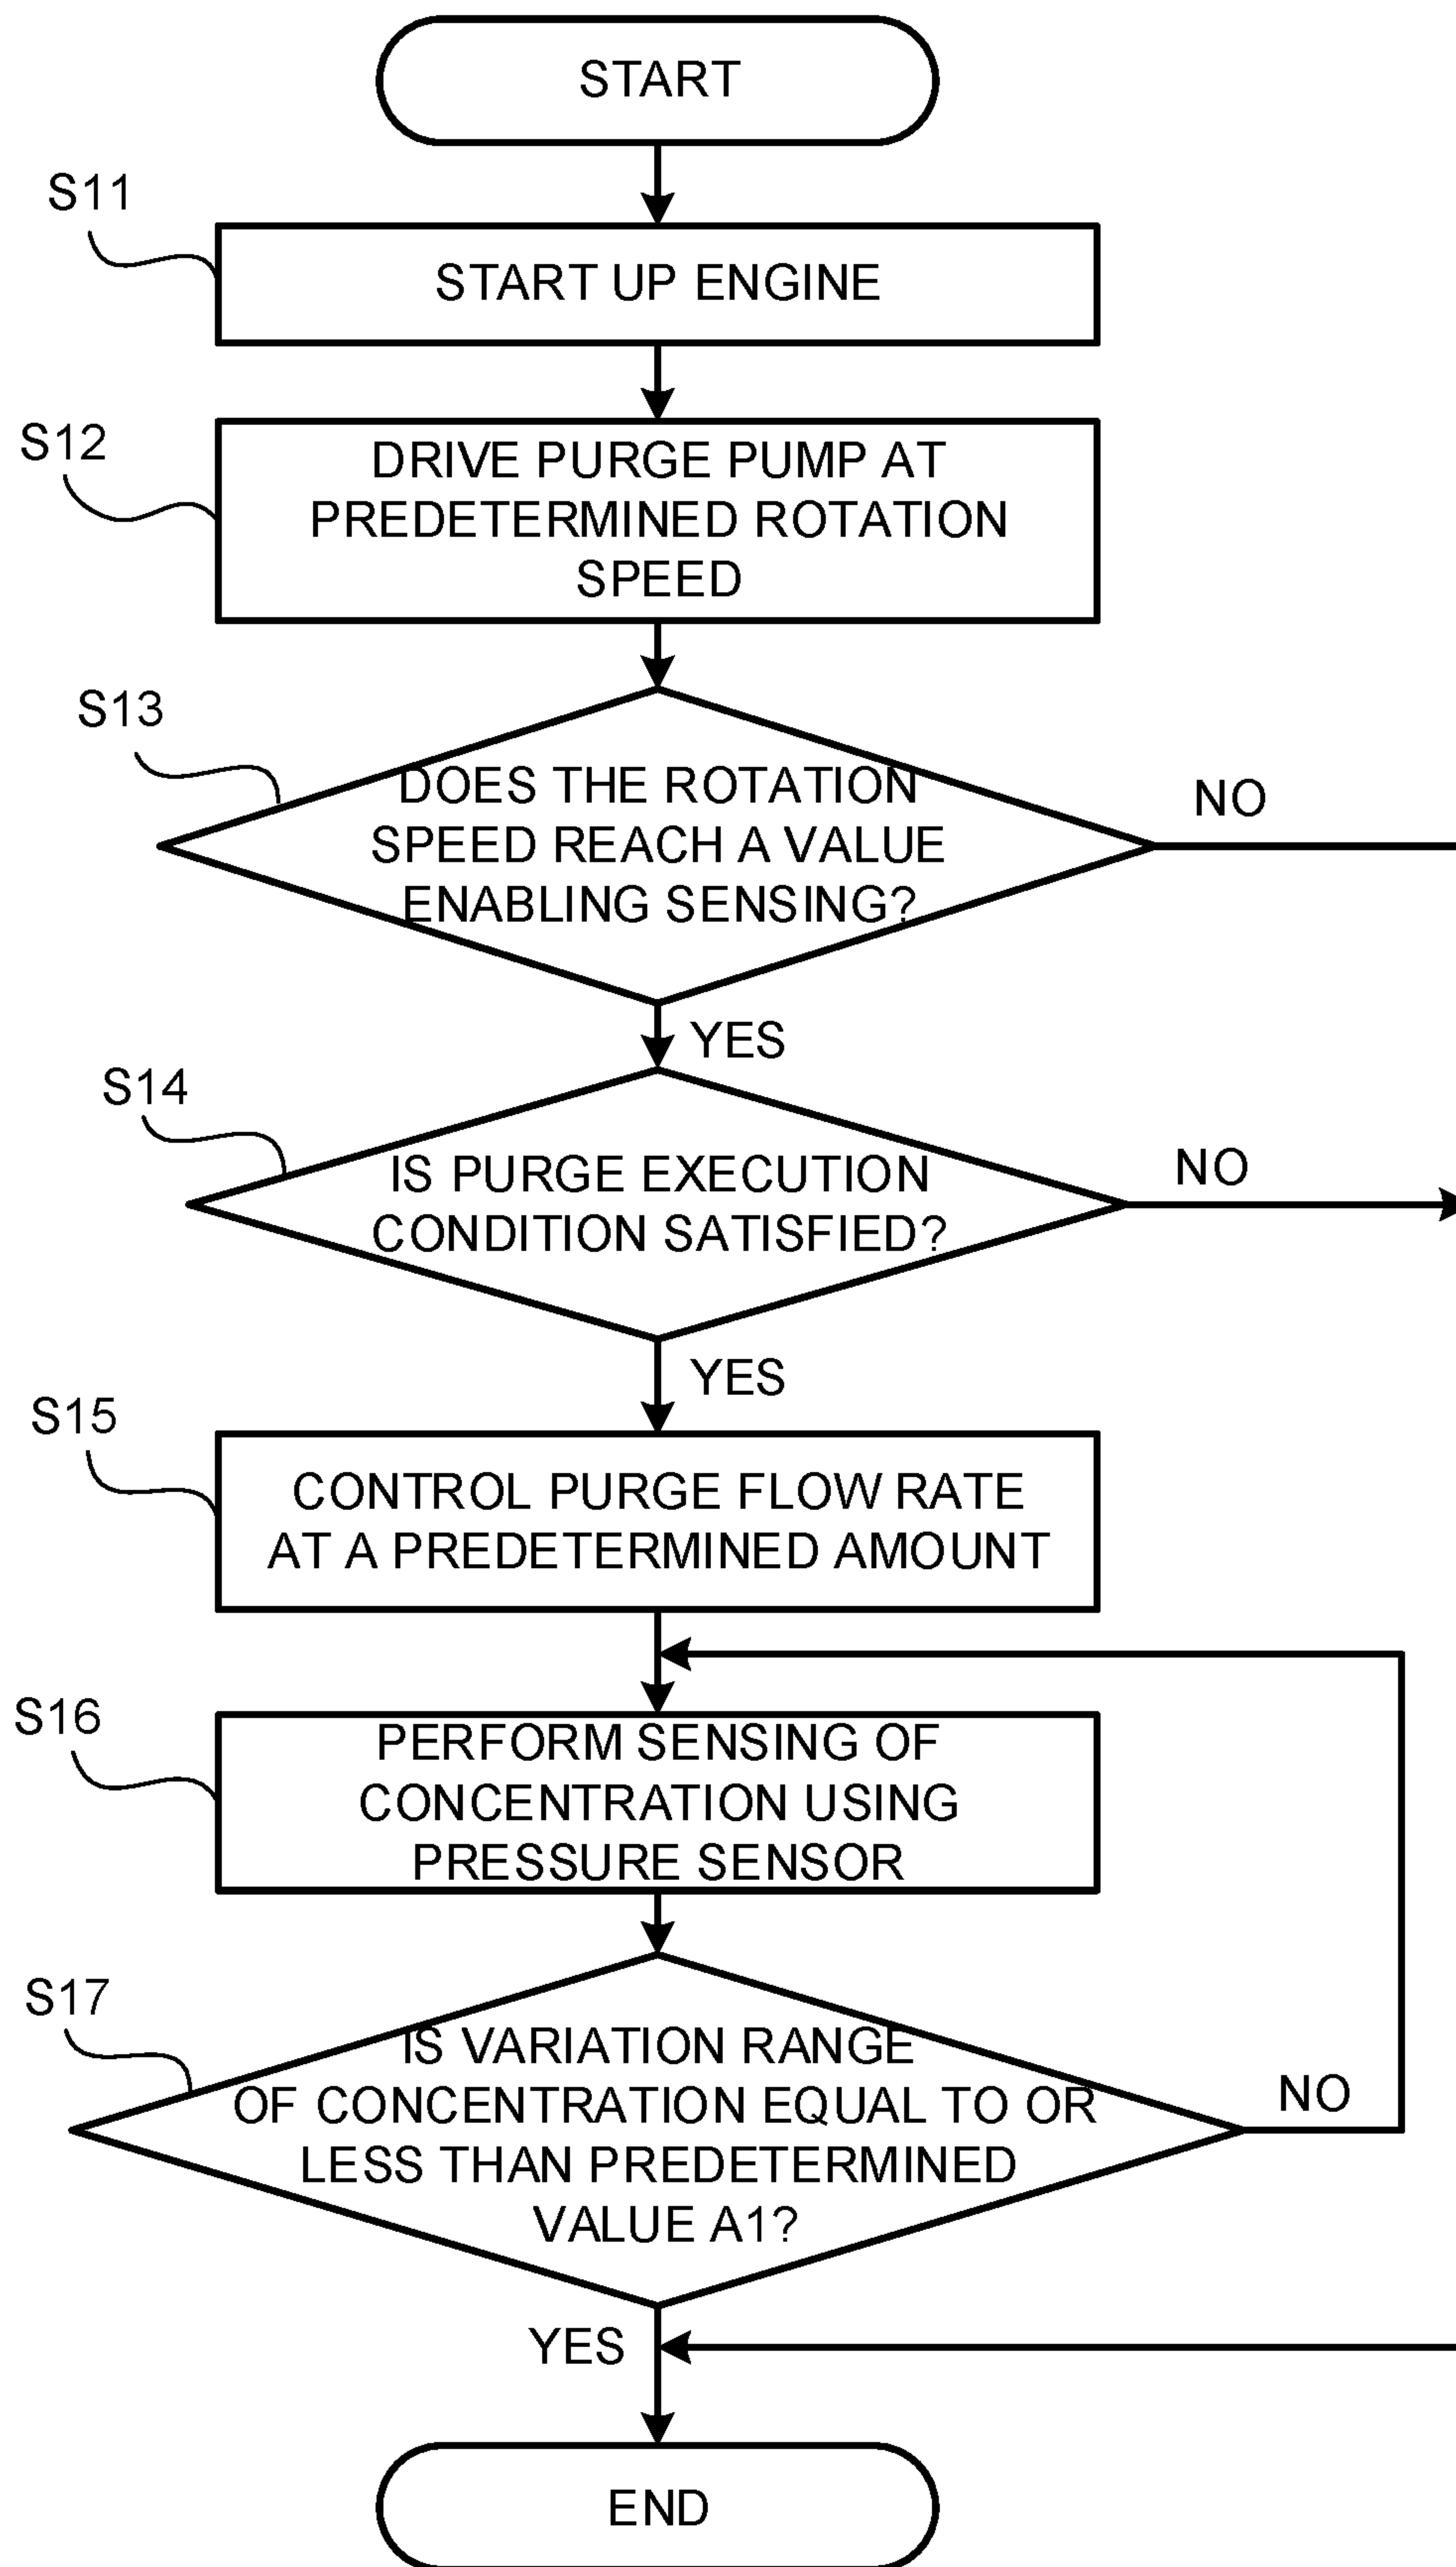 START
S11
START UP ENGINE
S12
DRIVE PURGE PUMP AT
PREDETERMINED ROTATION
SPEED
S13
DOES THE ROTATION
SPEED REACH A VALUE
ENABLING SENSING?
NO
YES
S14
IS PURGE EXECUTION
CONDITION SATISFIED?
NO
YES
S15
CONTROL PURGE FLOW RATE
AT A PREDETERMINED AMOUNT
S16
PERFORM SENSING OF
CONCENTRATION USING
PRESSURE SENSOR
S17
IS VARIATION RANGE
OF CONCENTRATION EQUAL TO OR
LESS THAN PREDETERMINED
VALUE A1?
NO
YES
END